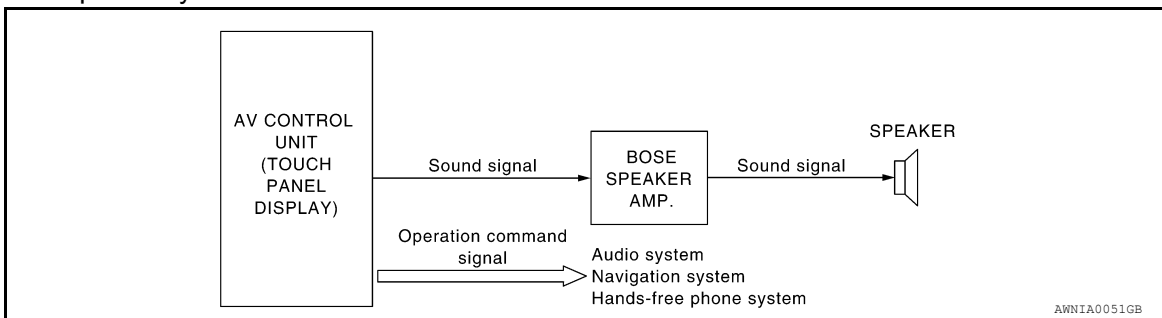 AV CONTROL
UNIT
(TOUCH
PANEL
DISPLAY)
Sound signal
BOSE
SPEAKER
AMP.
Sound signal
SPEAKER
Operation command
signal
Audio system
Navigation system
Hands-free phone system
AWNIA0051GB